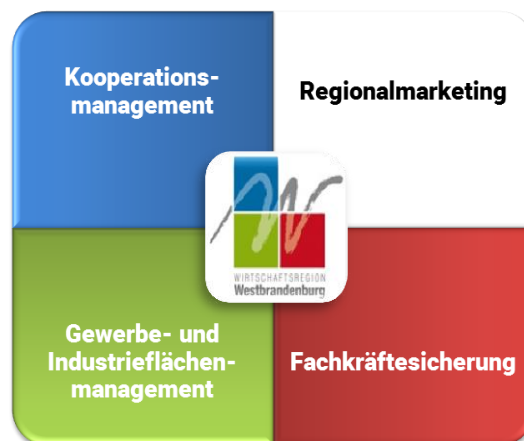 Kooperations-
management
Regionalmarketing
WIRTSCHAFTSREGION
Westbrandenburg
Gewerbe- und
Industrieflächen-
management
Fachkräftesicherung